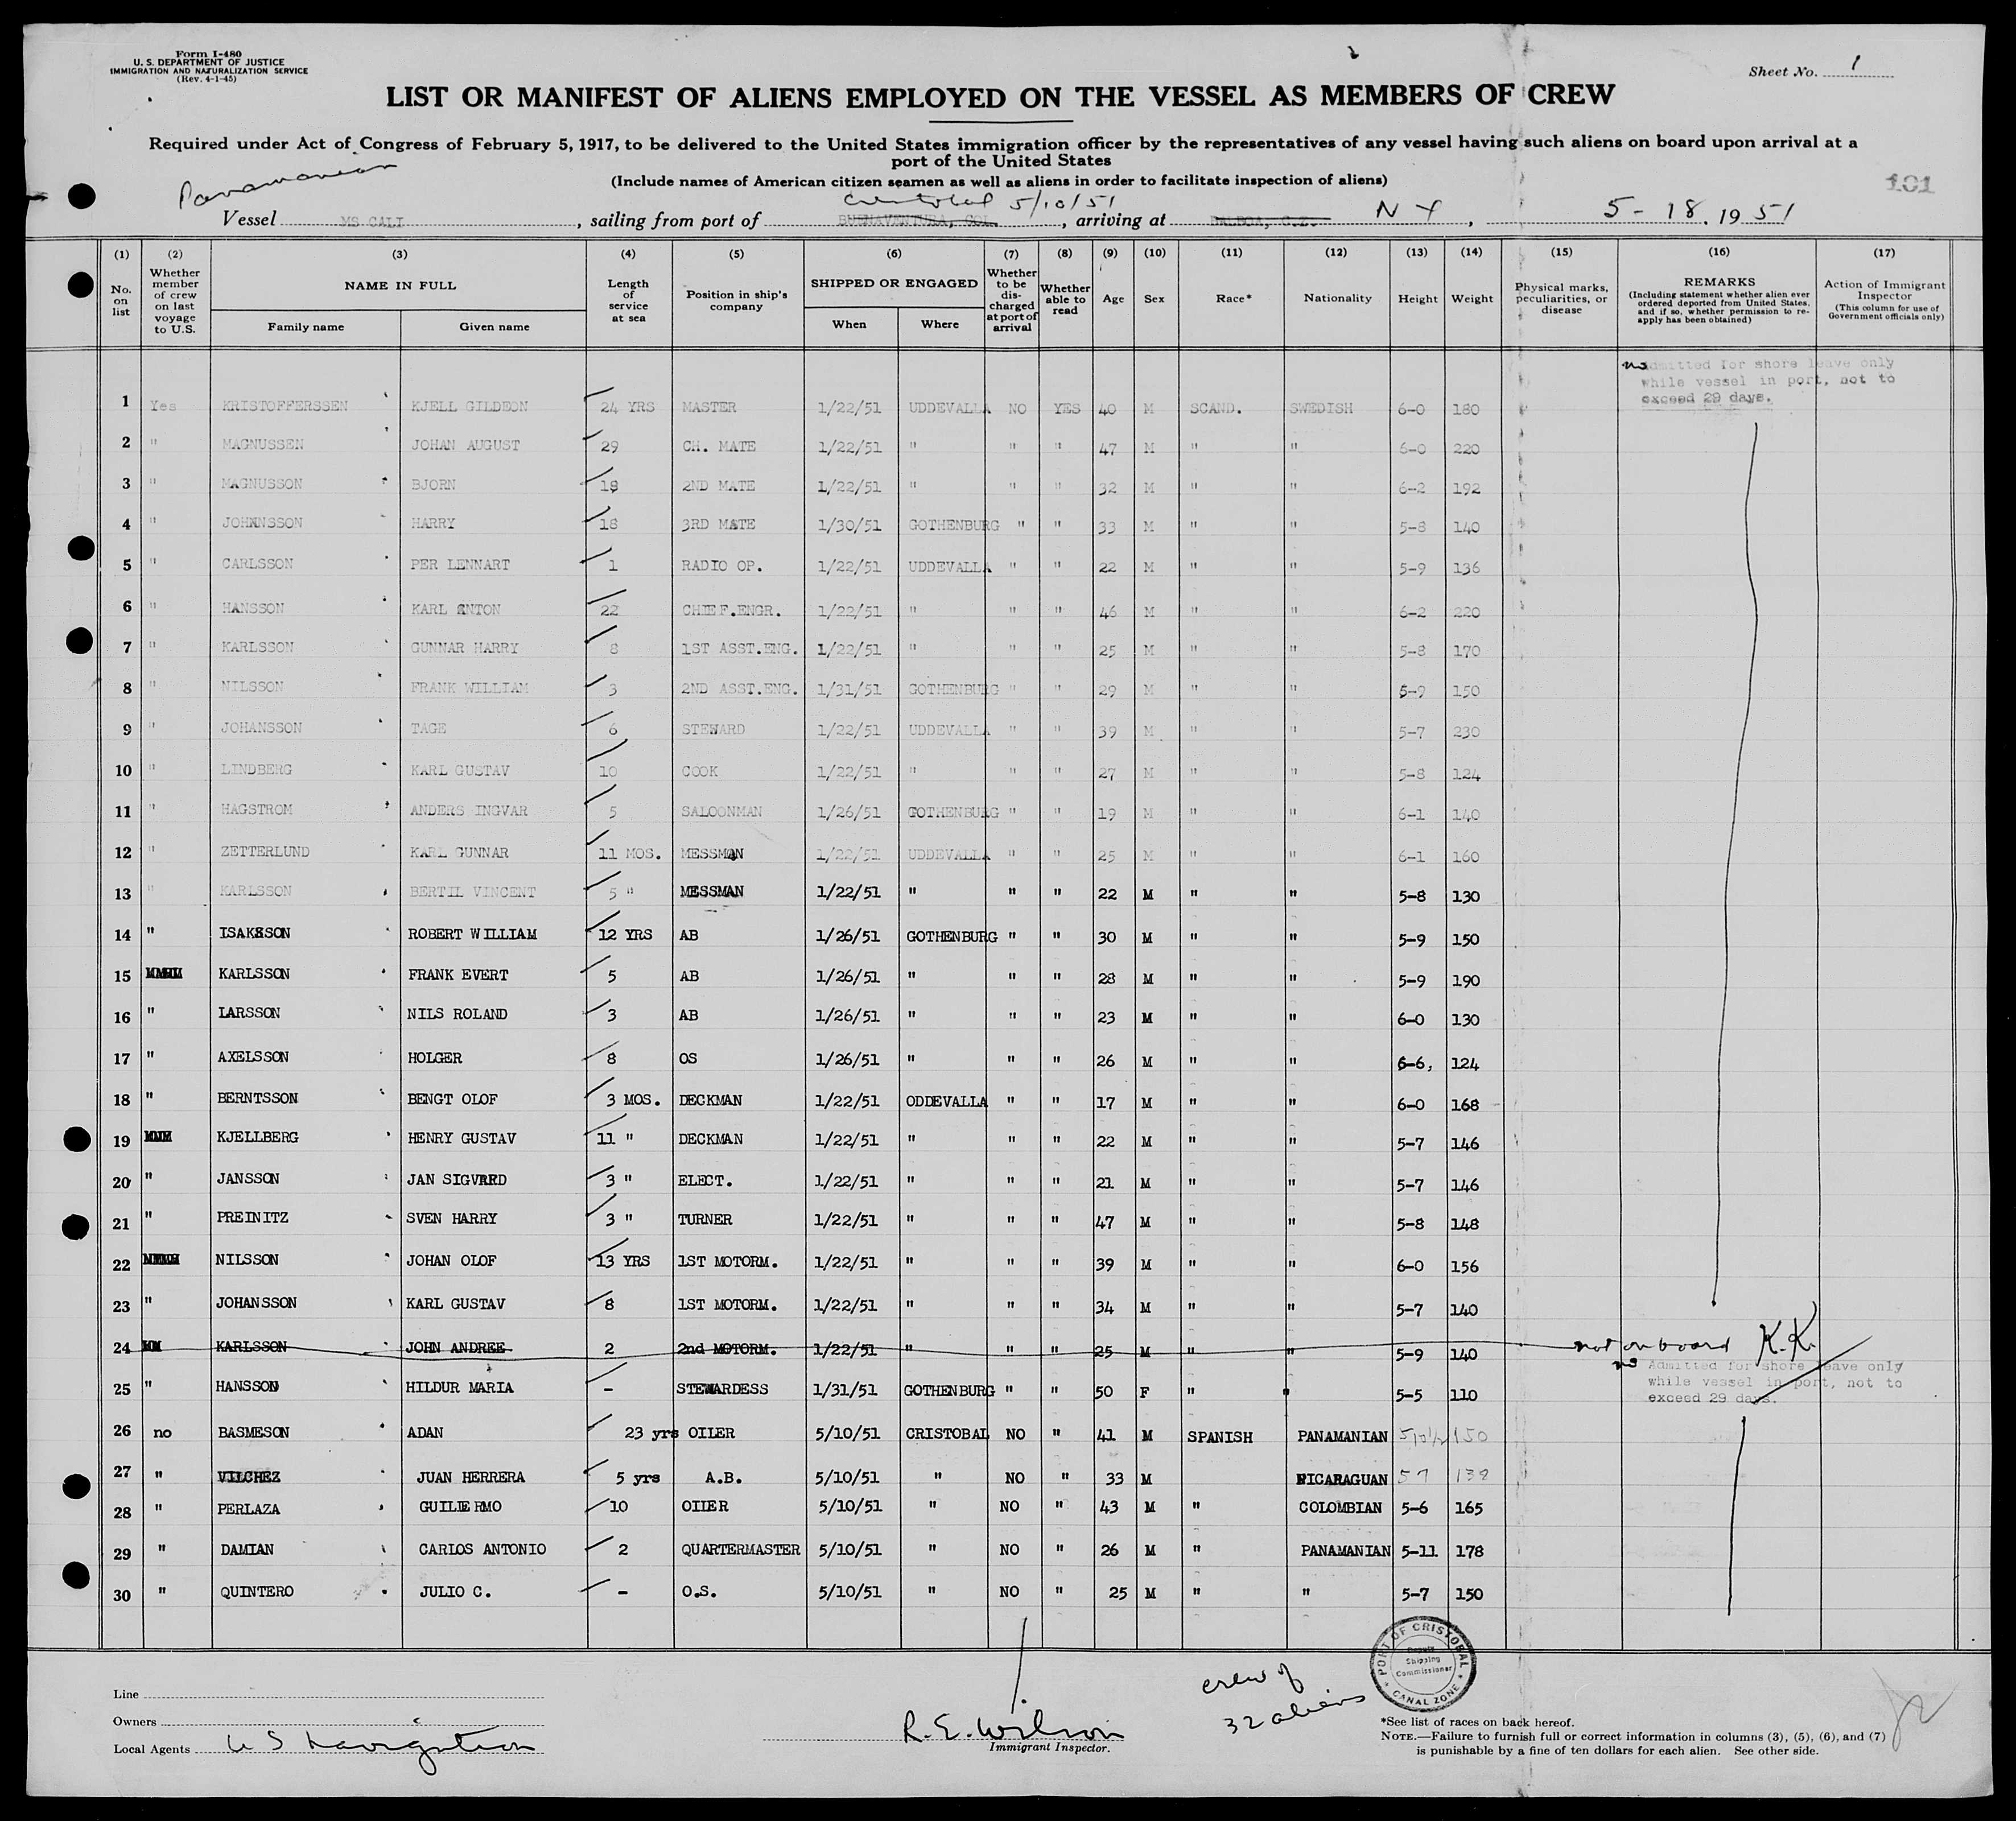 Form I-480
U. S. DEPARTMENT OF JUSTICE
IMMIGRATION AND NATURALIZATION SERVICE
(Rev. 4-1-45)
Sheet No. 1
LIST OR MANIFEST OF ALIENS EMPLOYED ON THE VESSEL AS MEMBERS OF CREW
Required under Act of Congress of February 5, 1917, to be delivered to the United States immigration officer by the representatives of any vessel having such aliens on board upon arrival at a
port of the United States
(Include names of American citizen seamen as well as aliens in order to facilitate inspection of aliens)
101
Panamanian
Cristobal 5/10/51
Vessel MS CALI, sailing from port of BUENAVENTURA, COL., arriving at BALBOA, C.Z. N Y, 5-18, 1951
(1) (2) (3) (4) (5) (6) (7) (8) (9) (10) (11) (12) (13) (14) (15) (16) (17)
No. on list
Whether member of crew on last voyage to U.S.
NAME IN FULL
Family name
Given name
Length of service at sea
Position in ship's company
SHIPPED OR ENGAGED
When
Where
Whether to be discharged at port of arrival
Whether able to read
Age
Sex
Race*
Nationality
Height
Weight
Physical marks, peculiarities, or disease
REMARKS
(Including statement whether alien ever ordered deported from United States, and if so, whether permission to reapply has been obtained)
Action of Immigrant Inspector
(This column for use of Government officials only)
Admitted for shore leave only
while vessel in port, not to
exceed 29 days.
1 Yes KRISTOFFERSSEN KJELL GILDEON 24 YRS MASTER 1/22/51 UDDEVALLA NO YES 40 M SCAND. SWEDISH 6-0 180
2 " MAGNUSSEN JOHAN AUGUST 29 CH. MATE 1/22/51 " " " 47 M " " 6-0 220
3 " MAGNUSSON BJORN 18 2ND MATE 1/22/51 " " " 32 M " " 6-2 192
4 " JOHANSSON HARRY 18 3RD MATE 1/30/51 GOTHENBURG " " 33 M " " 5-8 140
5 " CARLSSON PER LENNART 1 RADIO OP. 1/22/51 UDDEVALLA " " 22 M " " 5-9 136
6 " HANSSON KARL ANTON 22 CHIEF.ENGR. 1/22/51 " " " 46 M " " 6-2 220
7 " KARLSSON GUNNAR HARRY 8 1ST ASST.ENG. 1/22/51 " " " 25 M " " 5-8 170
8 " NILSSON FRANK WILLIAM 3 2ND ASST.ENG. 1/31/51 GOTHENBURG " " 29 M " " 5-9 150
9 " JOHANSSON TAGE 6 STEWARD 1/22/51 UDDEVALLA " " 39 M " " 5-7 230
10 " LINDBERG KARL GUSTAV 10 COOK 1/22/51 " " " 27 M " " 5-8 124
11 " HAGSTROM ANDERS INGVAR 5 SALOONMAN 1/26/51 GOTHENBURG " " 19 M " " 6-1 140
12 " ZETTERLUND KARL GUNNAR 11 MOS. MESSMAN 1/22/51 UDDEVALLA " " 25 M " " 6-1 160
13 " KARLSSON BERTIL VINCENT 5 " MESSMAN 1/22/51 " " " 22 M " " 5-8 130
14 " ISAKSSON ROBERT WILLIAM 12 YRS AB 1/26/51 GOTHENBURG " " 30 M " " 5-9 150
15 KARLSSON FRANK EVERT 5 AB 1/26/51 " " " 28 M " " 5-9 190
16 " LARSSON NILS ROLAND 3 AB 1/26/51 " " " 23 M " " 6-0 130
17 " AXELSSON HOLGER 8 OS 1/26/51 " " " 26 M " " 6-6, 124
18 " BERNTSSON BENGT OLOF 3 MOS. DECKMAN 1/22/51 ODDEVALLA " " 17 M " " 6-0 168
19 KJELLBERG HENRY GUSTAV 11 " DECKMAN 1/22/51 " " " 22 M " " 5-7 146
20 " JANSSON JAN SIGVARD 3 " ELECT. 1/22/51 " " " 21 M " " 5-7 146
21 " PREINITZ SVEN HARRY 3 " TURNER 1/22/51 " " " 47 M " " 5-8 148
22 NILSSON JOHAN OLOF 13 YRS 1ST MOTORM. 1/22/51 " " " 39 M " " 6-0 156
23 " JOHANSSON KARL GUSTAV 8 1ST MOTORM. 1/22/51 " " " 34 M " " 5-7 140
24 KARLSSON JOHN ANDREE 2 2nd MOTORM. 1/22/51 " " " 25 M " " 5-9 140 not on board K.K.
Admitted for shore leave only
while vessel in port, not to
exceed 29 days.
25 " HANSSON HILDUR MARIA - STEWARDESS 1/31/51 GOTHENBURG " " 50 F " " 5-5 110
26 no BASMESON ADAN 23 yrs OILER 5/10/51 CRISTOBAL NO " 41 M SPANISH PANAMANIAN 5/10½ 150
27 " VILCHEZ JUAN HERRERA 5 yrs A.B. 5/10/51 " NO " 33 M NICARAGUAN 57 138
28 " PERLAZA GUILIERMO 10 OIIER 5/10/51 " NO " 43 M " COLOMBIAN 5-6 165
29 " DAMIAN CARLOS ANTONIO 2 QUARTERMASTER 5/10/51 " NO " 26 M " PANAMANIAN 5-11 178
30 " QUINTERO JULIO C. - O.S. 5/10/51 " NO " 25 M " " 5-7 150
PORT OF CRISTOBAL
Deputy
Shipping
Commissioner
CANAL ZONE
crew of
32 aliens
Line
Owners
Local Agents U S Navigation
R. E. Wilson
Immigrant Inspector.
*See list of races on back hereof.
NOTE.—Failure to furnish full or correct information in columns (3), (5), (6), and (7)
is punishable by a fine of ten dollars for each alien. See other side.